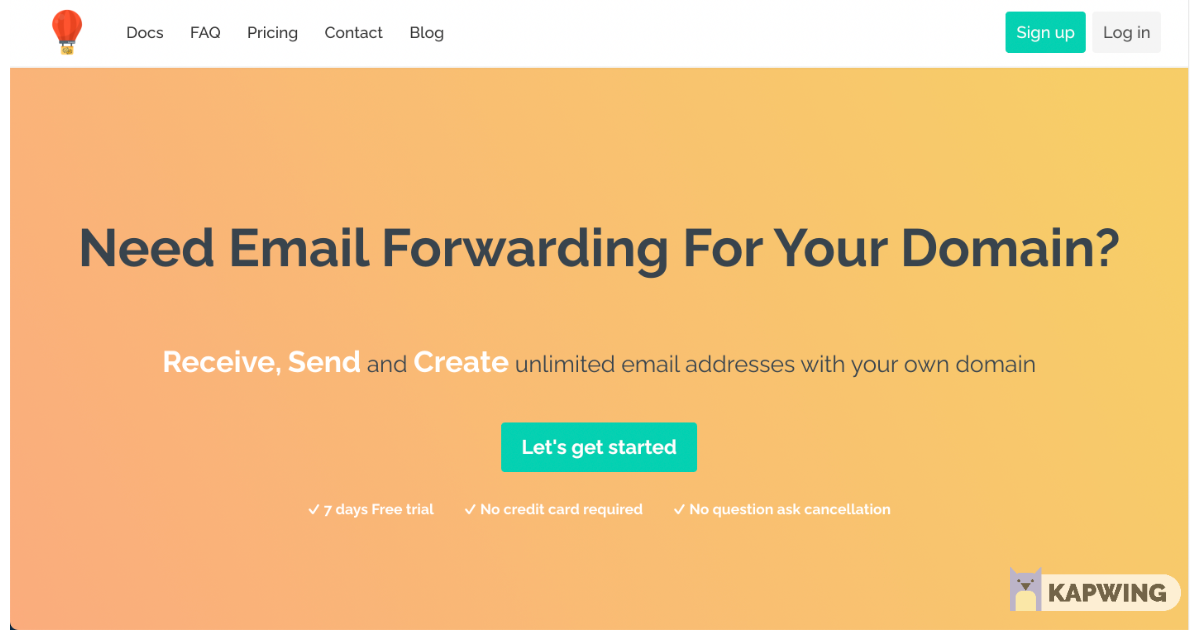 Docs FAQ Pricing Contact Blog Sign up Log in
Need Email Forwarding For Your Domain?
Receive, Send and Create unlimited email addresses with your own domain
Let's get started
✓ 7 days Free trial ✓ No credit card required ✓ No question ask cancellation
KAPWING